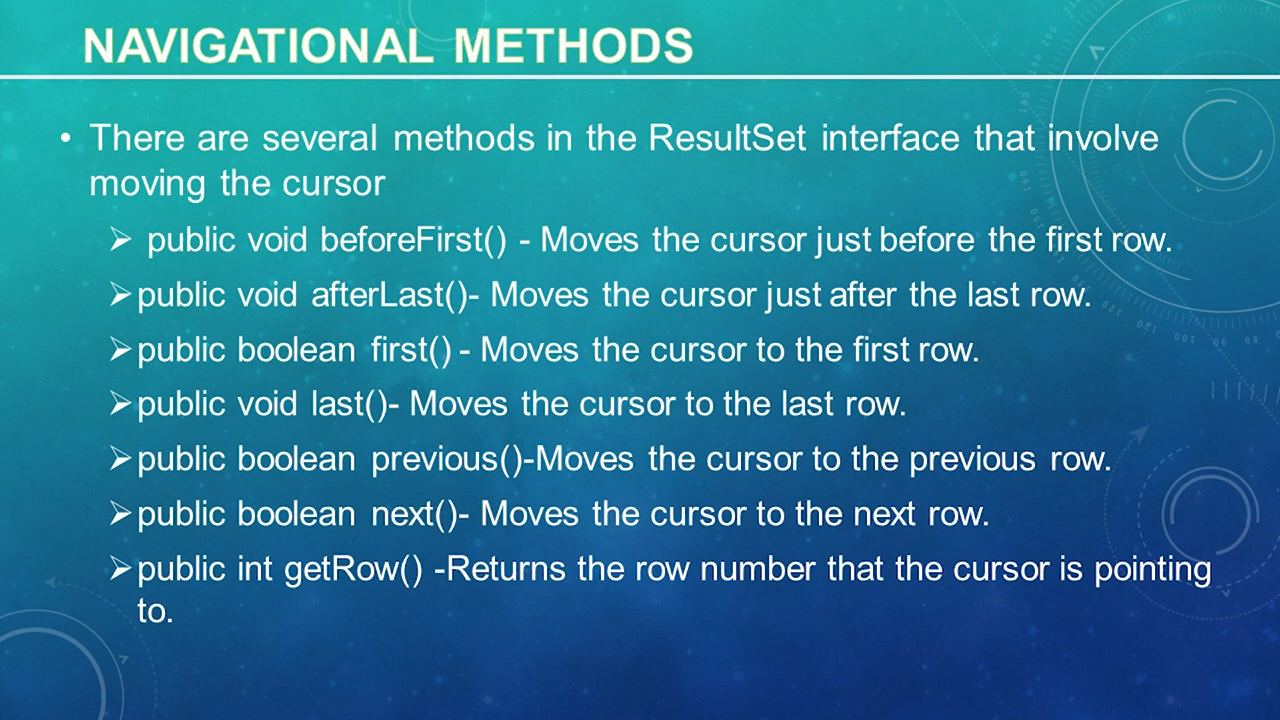 NAVIGATIONAL METHODS
• There are several methods in the ResultSet interface that involve
moving the cursor
➢ public void beforeFirst() - Moves the cursor just before the first row.
➢public void afterLast()- Moves the cursor just after the last row.
➢public boolean first() - Moves the cursor to the first row.
➢public void last()- Moves the cursor to the last row.
➢public boolean previous()-Moves the cursor to the previous row.
➢public boolean next()- Moves the cursor to the next row.
➢public int getRow() -Returns the row number that the cursor is pointing
to.